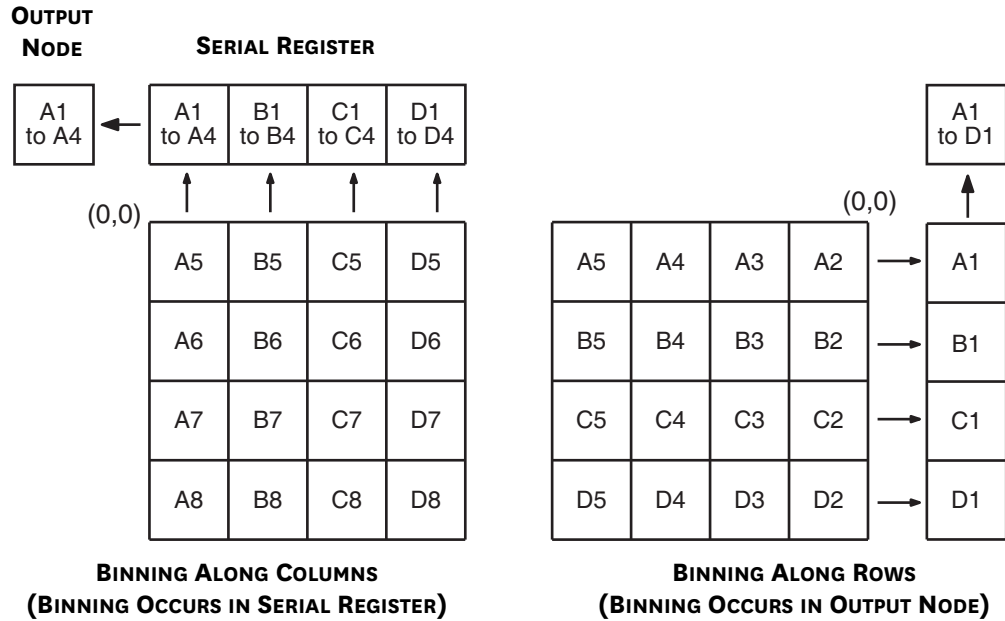 OUTPUT
NODE
SERIAL REGISTER
A1
to A4
A1
to A4
B1
to B4
C1
to C4
D1
to D4
(0,0)
A5 B5 C5 D5
A6 B6 C6 D6
A7 B7 C7 D7
A8 B8 C8 D8
BINNING ALONG COLUMNS
(BINNING OCCURS IN SERIAL REGISTER)
A1
to D1
(0,0)
A5 A4 A3 A2 A1
B5 B4 B3 B2 B1
C5 C4 C3 C2 C1
D5 D4 D3 D2 D1
BINNING ALONG ROWS
(BINNING OCCURS IN OUTPUT NODE)